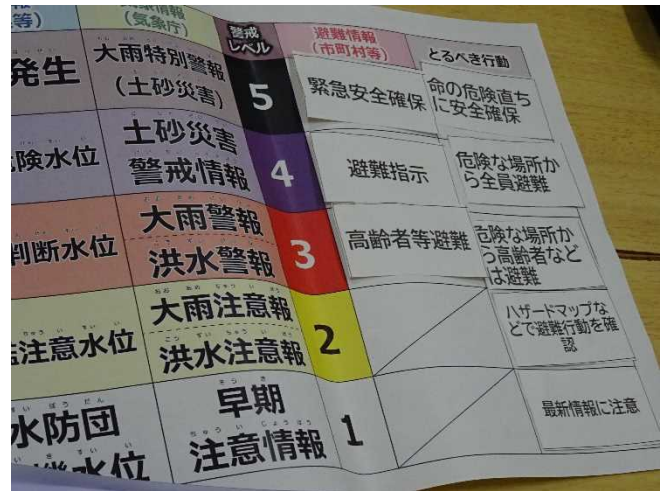 等)
(気象庁)
警戒
レベル
避難情報
(市町村等)
とるべき行動
発生
大雨特別警報
(土砂災害)
5
緊急安全確保
命の危険直ち
に安全確保
険水位
土砂災害
警戒情報
4
避難指示
危険な場所か
ら全員避難
判断水位
大雨警報
洪水警報
3
高齢者等避難
危険な場所か
ら高齢者など
は避難
注意水位
大雨注意報
洪水注意報
2
ハザードマップな
どで避難行動を確
認
水防団
水位
早期
注意情報
1
最新情報に注意